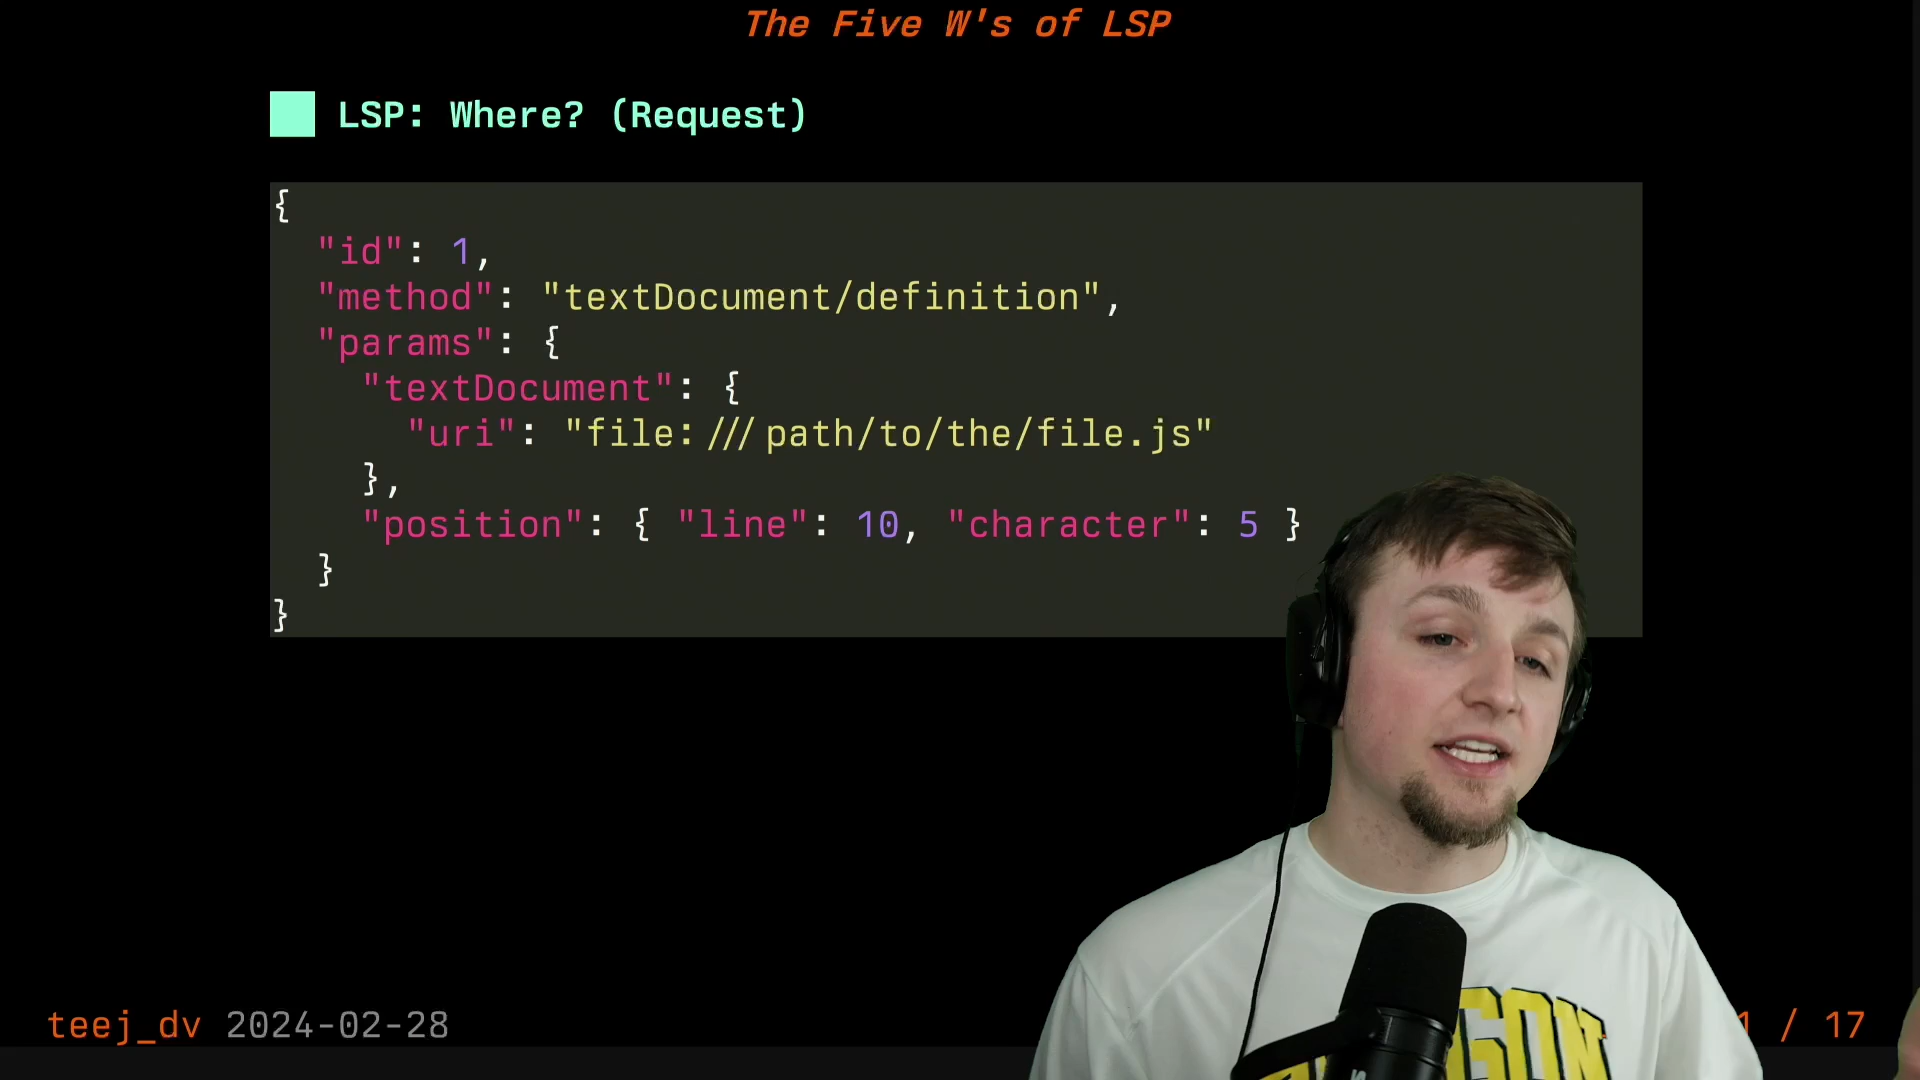 The Five W's of LSP
LSP: Where? (Request)
{
  "id": 1,
  "method": "textDocument/definition",
  "params": {
    "textDocument": {
      "uri": "file:///path/to/the/file.js"
    },
    "position": { "line": 10, "character": 5 }
  }
}
teej_dv 2024-02-28
/ 17